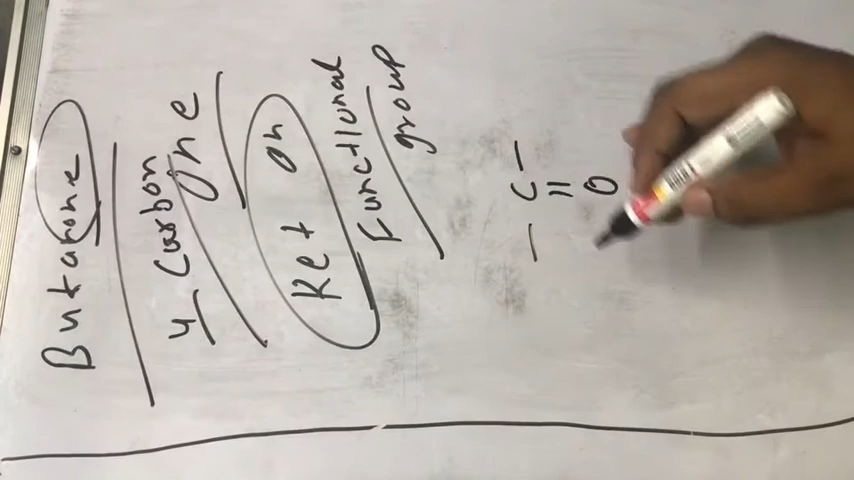 Butanone
4 Carbon
one
Ket on
Functional
group
- C -
||
O